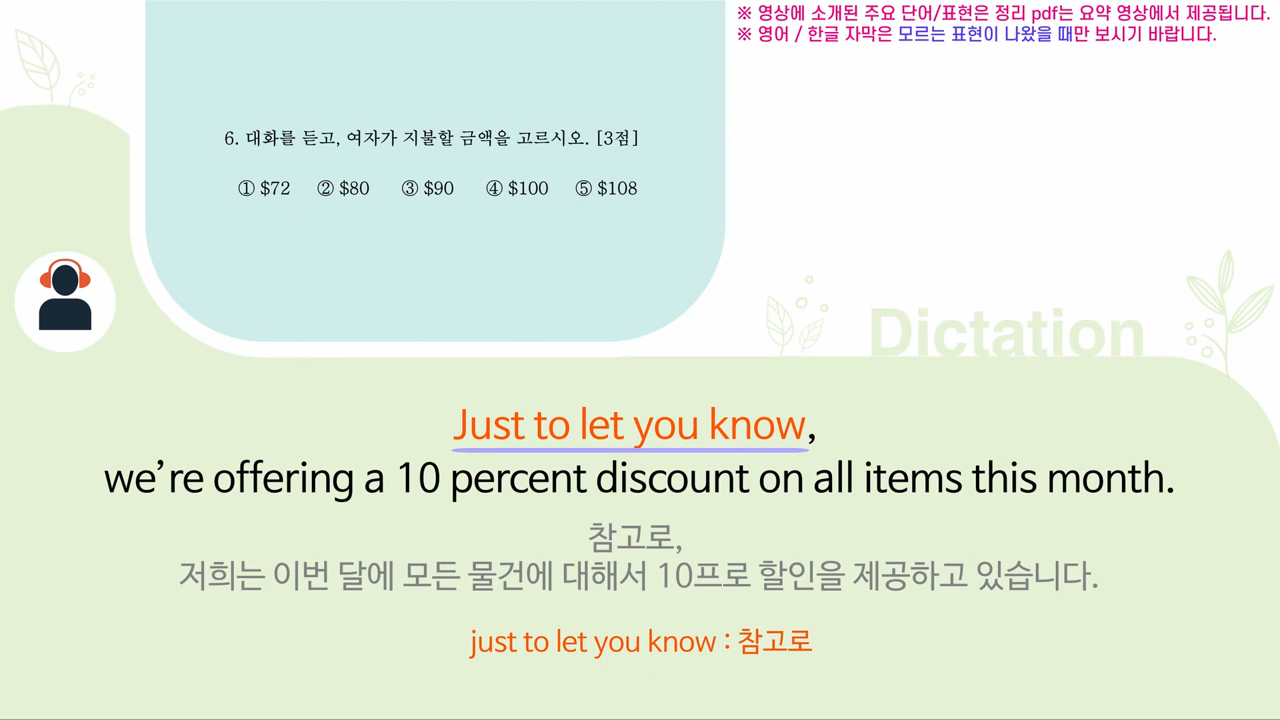 ※ 영상에 소개된 주요 단어/표현은 정리 pdf는 요약 영상에서 제공됩니다.
※ 영어 / 한글 자막은 모르는 표현이 나왔을 때만 보시기 바랍니다.
6. 대화를 듣고, 여자가 지불할 금액을 고르시오. [3점]
① $72 ② $80 ③ $90 ④ $100 ⑤ $108
Dictation
Just to let you know,
we're offering a 10 percent discount on all items this month.
참고로,
저희는 이번 달에 모든 물건에 대해서 10프로 할인을 제공하고 있습니다.
just to let you know : 참고로